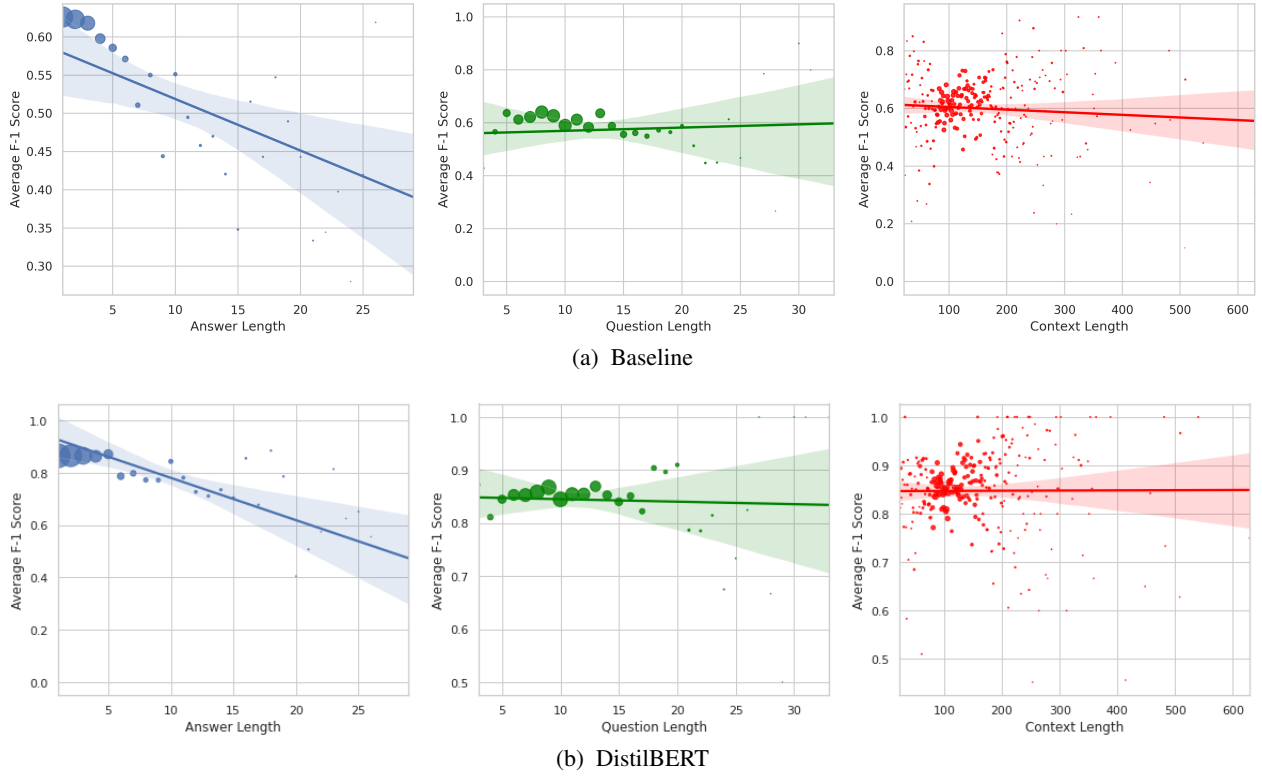 Average F-1 Score
0.60
0.55
0.50
0.45
0.40
0.35
0.30
5 10 15 20 25
Answer Length
Average F-1 Score
1.0
0.8
0.6
0.4
0.2
0.0
5 10 15 20 25 30
Question Length
Average F-1 Score
0.8
0.6
0.4
0.2
0.0
100 200 300 400 500 600
Context Length
(a) Baseline
Average F-1 Score
1.0
0.8
0.6
0.4
0.2
0.0
5 10 15 20 25
Answer Length
Average F-1 Score
1.0
0.9
0.8
0.7
0.6
0.5
5 10 15 20 25 30
Question Length
Average F-1 Score
1.0
0.9
0.8
0.7
0.6
0.5
100 200 300 400 500 600
Context Length
(b) DistilBERT